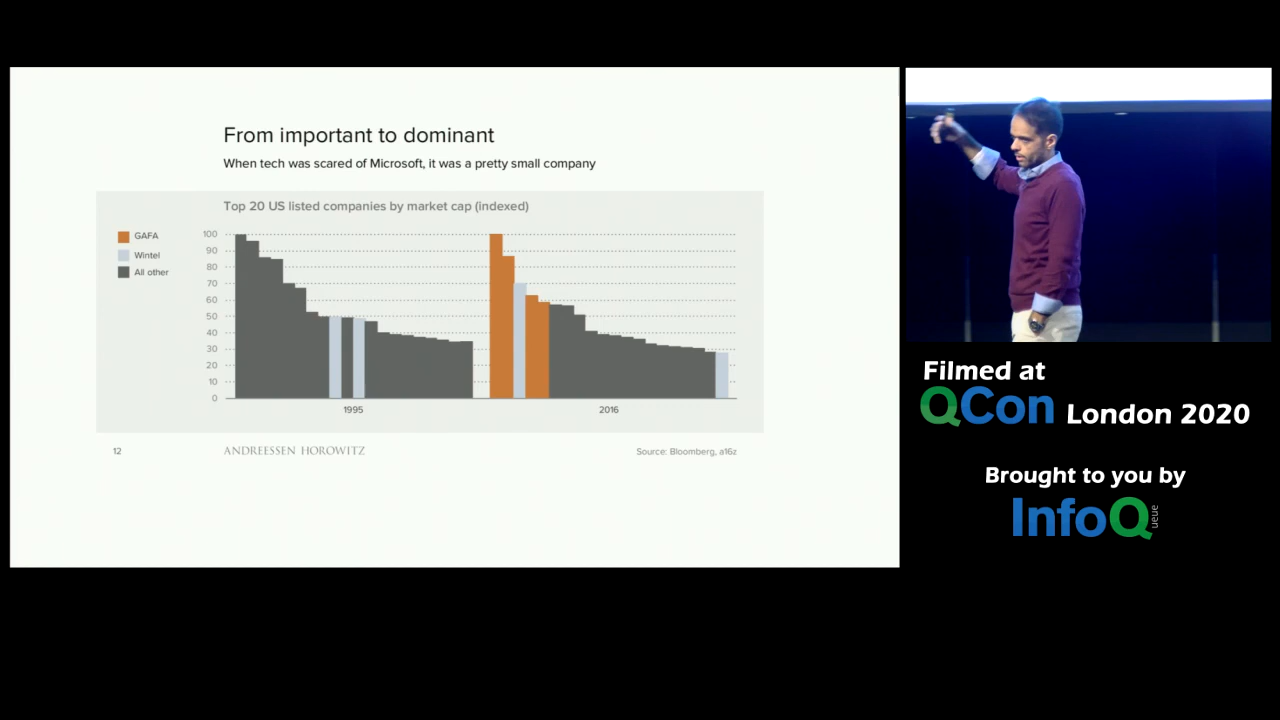 From important to dominant
When tech was scared of Microsoft, it was a pretty small company
Top 20 US listed companies by market cap (indexed)
GAFA
Wintel
All other
100
90
80
70
60
50
40
30
20
10
0
1995
2016
12
ANDREESSEN HOROWITZ
Source: Bloomberg, a16z
Filmed at
QCon London 2020
Brought to you by
InfoQ
ueue